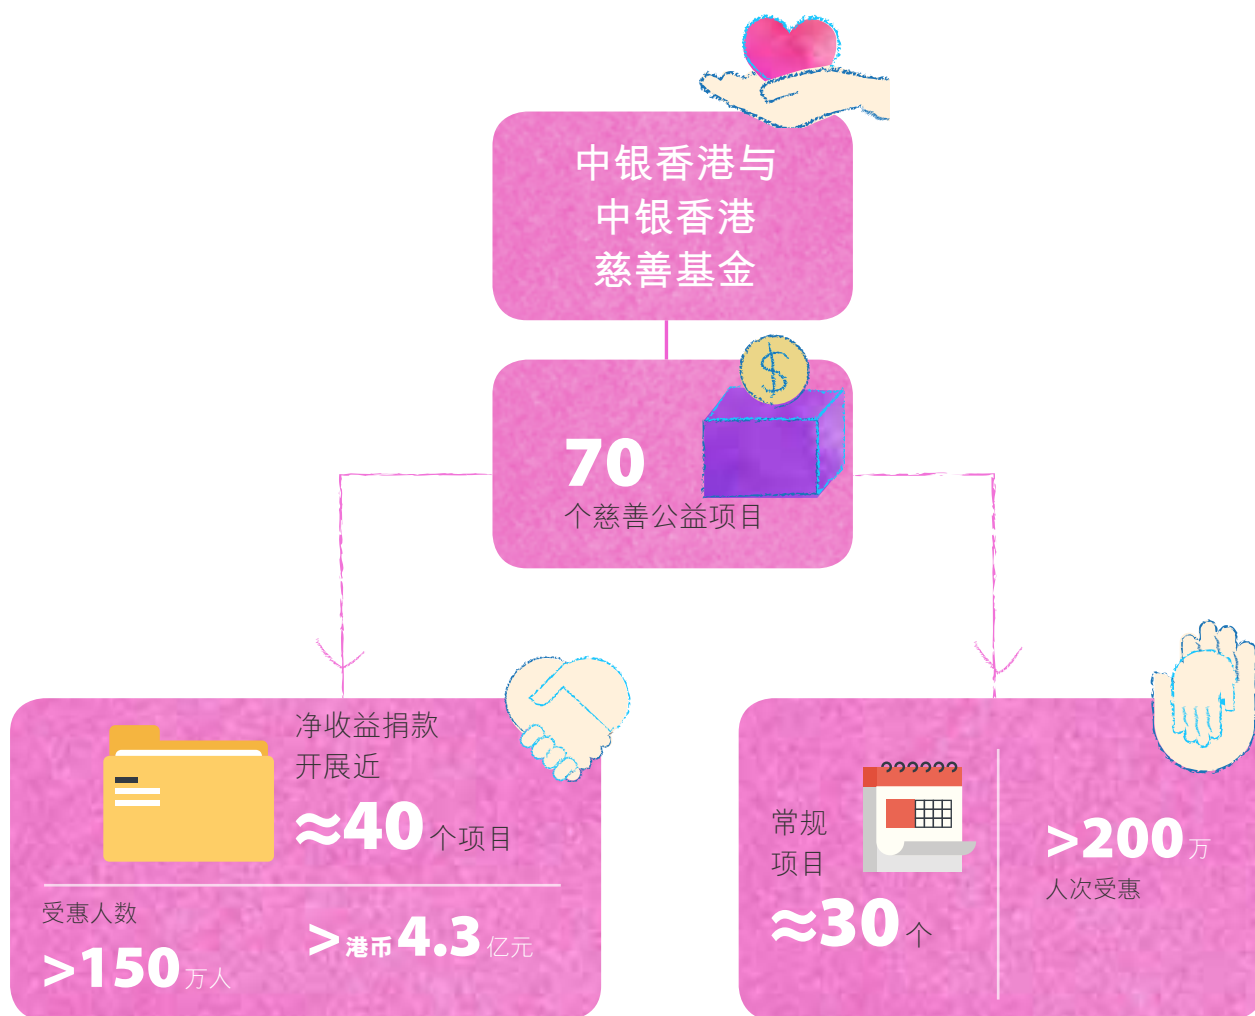 中银香港与
中银香港
慈善基金
70
个慈善公益项目
净收益捐款
开展近
≈40个项目
受惠人数
>150万人
>港币4.3亿元
常规
项目
≈30个
>200万
人次受惠